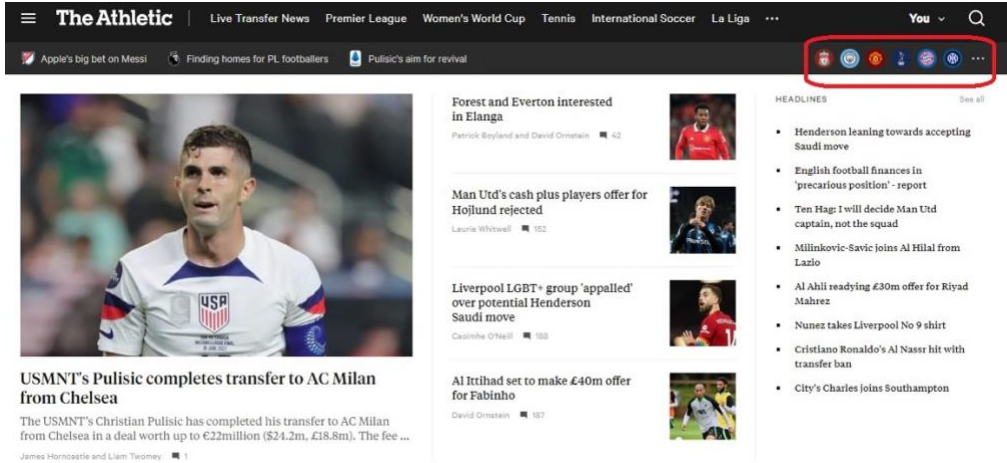 The Athletic
Live Transfer News Premier League Women's World Cup Tennis International Soccer La Liga ···
You
Apple's big bet on Messi Finding homes for PL footballers Pulisic's aim for revival
USA
USMNT's Pulisic completes transfer to AC Milan
from Chelsea
The USMNT's Christian Pulisic has completed his transfer to AC Milan
from Chelsea in a deal worth up to €22million ($24.2m, £18.8m). The fee ...
James Horncastle and Liam Twomey 1
Forest and Everton interested
in Elanga
Patrick Boyland and David Ornstein 42
Man Utd's cash plus players offer for
Hojlund rejected
Laurie Whitwell 152
Liverpool LGBT+ group 'appalled'
over potential Henderson
Saudi move
Caoimhe O'Neill 188
Al Ittihad set to make £40m offer
for Fabinho
David Ornstein 187
HEADLINES See all
Henderson leaning towards accepting
Saudi move
English football finances in
'precarious position' - report
Ten Hag: I will decide Man Utd
captain, not the squad
Milinkovic-Savic joins Al Hilal from
Lazio
Al Ahli readying £30m offer for Riyad
Mahrez
Nunez takes Liverpool No 9 shirt
Cristiano Ronaldo's Al Nassr hit with
transfer ban
City's Charles joins Southampton